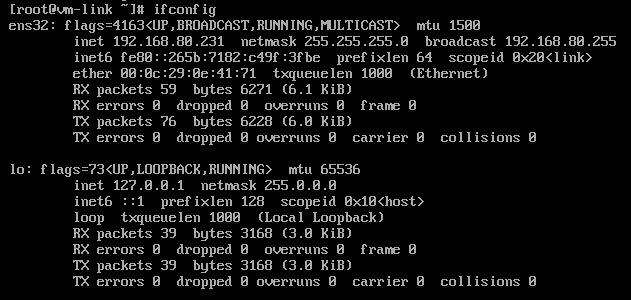 [root@vm-link ~]# ifconfig
ens32: flags=4163<UP,BROADCAST,RUNNING,MULTICAST>  mtu 1500
        inet 192.168.80.231  netmask 255.255.255.0  broadcast 192.168.80.255
        inet6 fe80::265b:7182:c49f:3fbe  prefixlen 64  scopeid 0x20<link>
        ether 00:0c:29:0e:41:71  txqueuelen 1000  (Ethernet)
        RX packets 59  bytes 6271 (6.1 KiB)
        RX errors 0  dropped 0  overruns 0  frame 0
        TX packets 76  bytes 6228 (6.0 KiB)
        TX errors 0  dropped 0 overruns 0  carrier 0  collisions 0

lo: flags=73<UP,LOOPBACK,RUNNING>  mtu 65536
        inet 127.0.0.1  netmask 255.0.0.0
        inet6 ::1  prefixlen 128  scopeid 0x10<host>
        loop  txqueuelen 1000  (Local Loopback)
        RX packets 39  bytes 3168 (3.0 KiB)
        RX errors 0  dropped 0  overruns 0  frame 0
        TX packets 39  bytes 3168 (3.0 KiB)
        TX errors 0  dropped 0 overruns 0  carrier 0  collisions 0